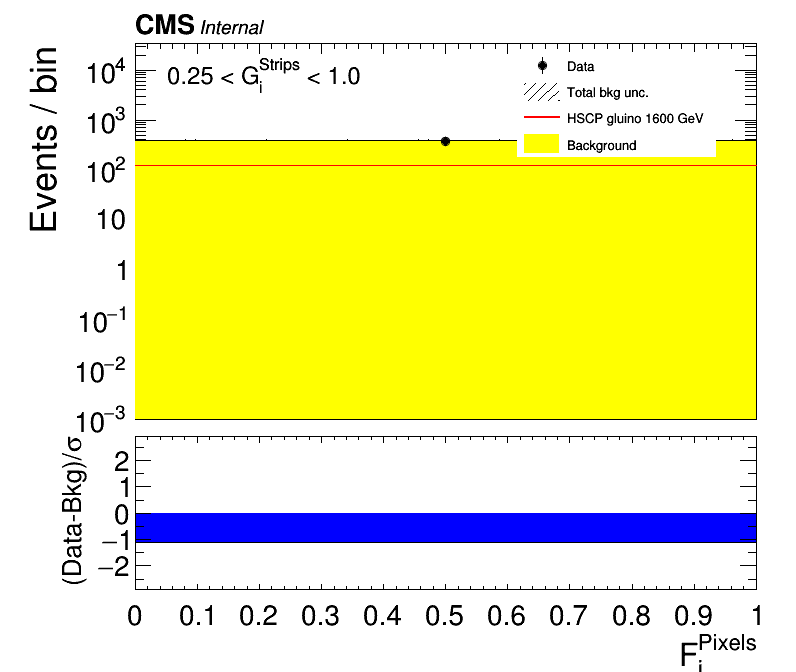 CMS Internal
0.25 < G_i^Strips < 1.0
Data
Total bkg unc.
HSCP gluino 1600 GeV
Background
Events / bin
10^4
10^3
10^2
10
1
10^−1
10^−2
10^−3
(Data-Bkg)/σ
2
1
0
−1
−2
0 0.1 0.2 0.3 0.4 0.5 0.6 0.7 0.8 0.9 1
F_i^Pixels